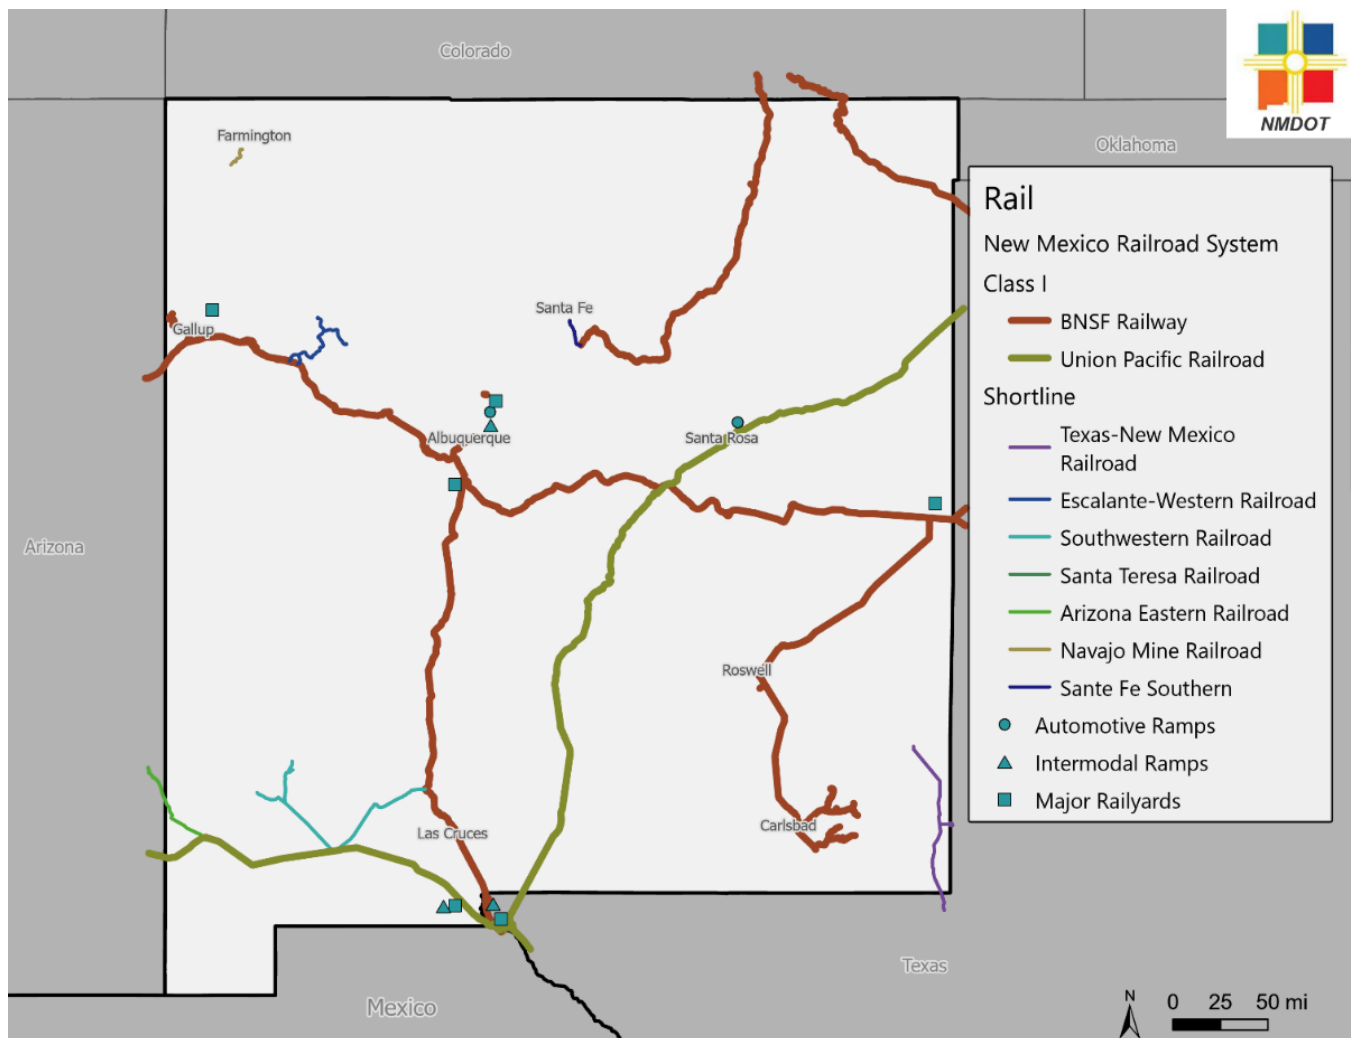 Colorado
NMDOT
Farmington
Oklahoma
Rail
New Mexico Railroad System
Class I
BNSF Railway
Union Pacific Railroad
Shortline
Texas-New Mexico
Railroad
Escalante-Western Railroad
Southwestern Railroad
Santa Teresa Railroad
Arizona Eastern Railroad
Navajo Mine Railroad
Sante Fe Southern
Automotive Ramps
Intermodal Ramps
Major Railyards
Santa Fe
Gallup
Albuquerque
Santa Rosa
Arizona
Roswell
Carlsbad
Las Cruces
Texas
Mexico
N
0 25 50 mi